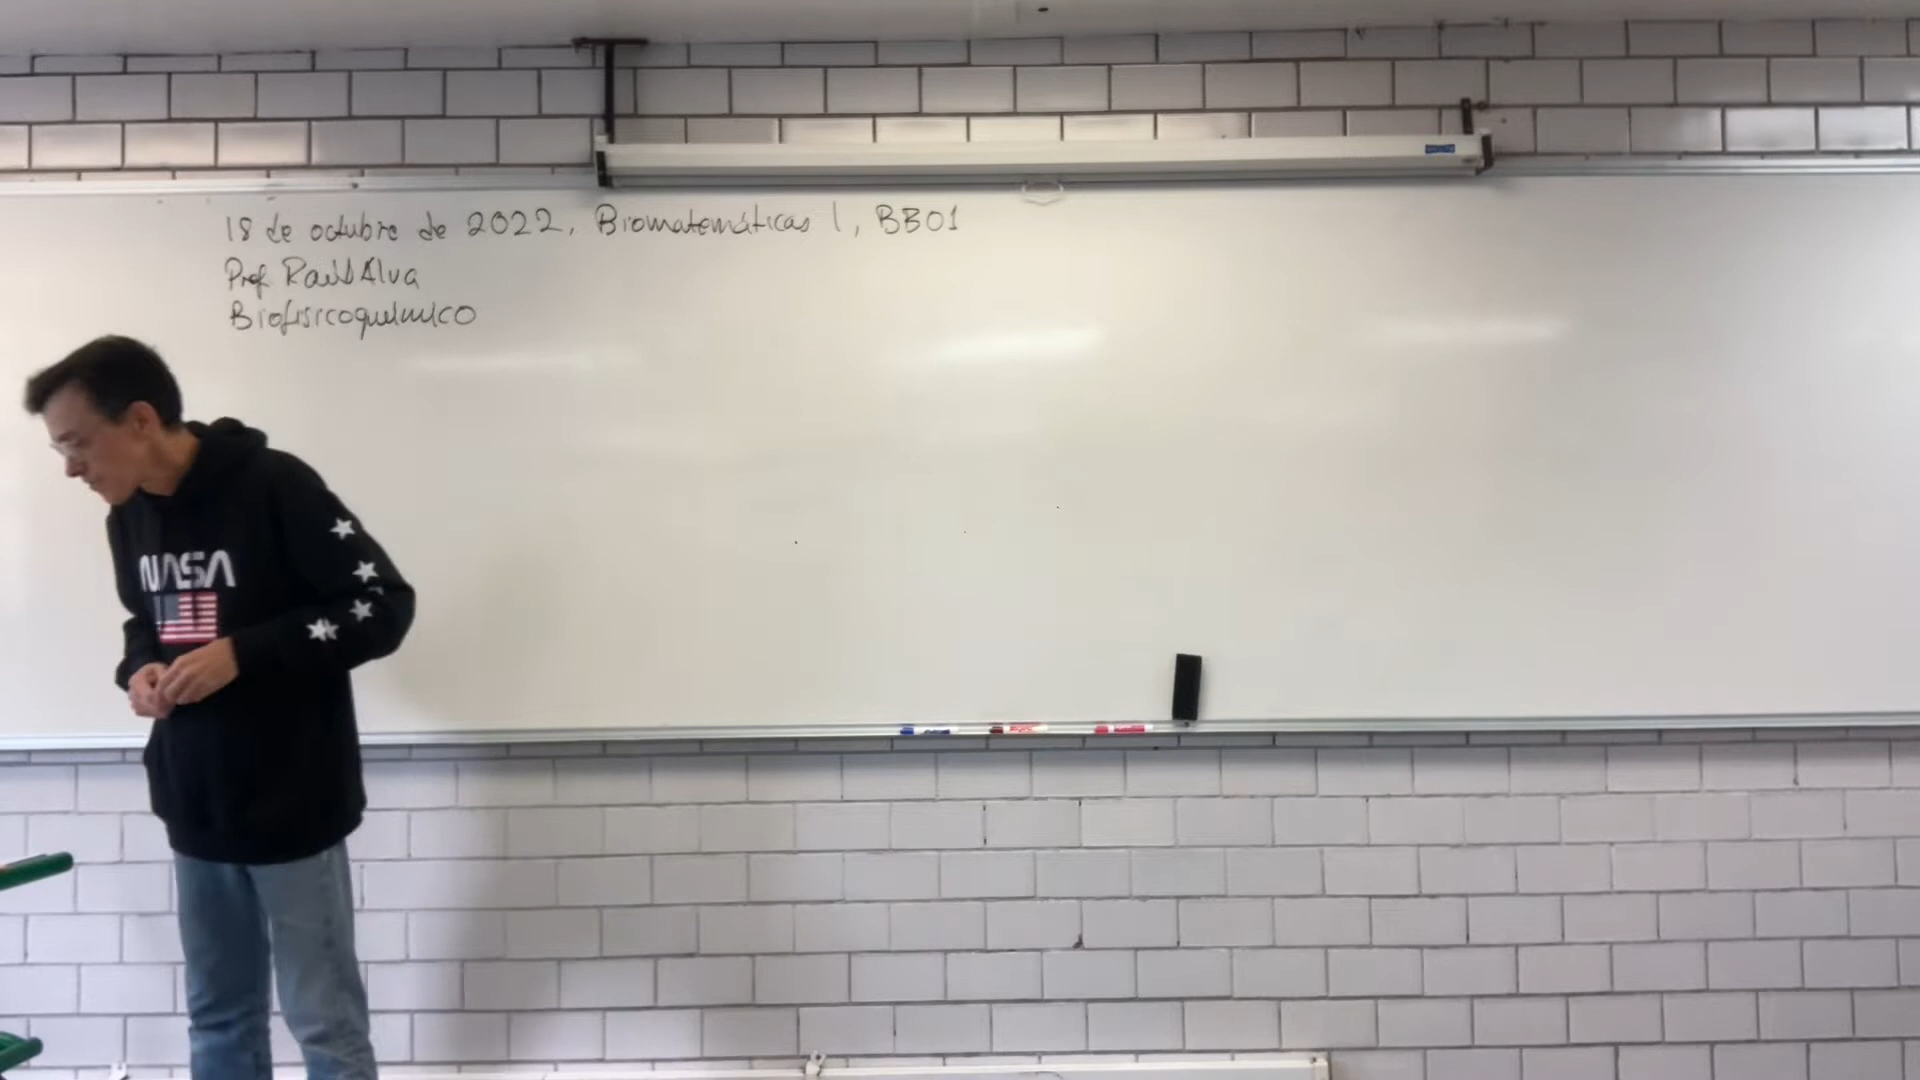 18 de octubre de 2022, Biomatemáticas I, BB01
Prof Raúl Alva
Biofisicoquímico
NASA